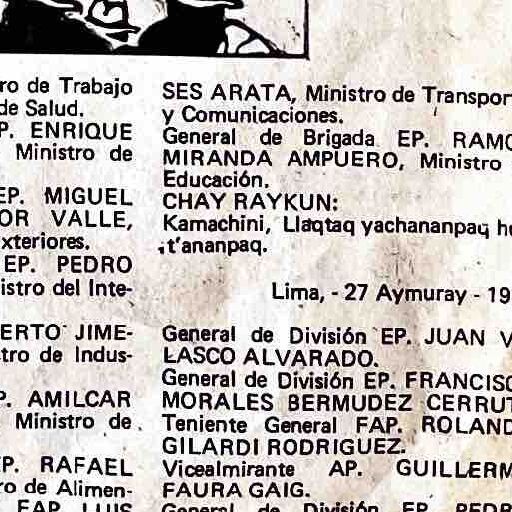 ro de Trabajo
de Salud.
P. ENRIQUE
Ministro de
EP. MIGUEL
OR VALLE,
xteriores.
EP. PEDRO
istro del Inte-
ERTO JIME-
tro de Indus-
P. AMILCAR
Ministro de
EP. RAFAEL
ro de Alimen-
FAP. LUIS
SES ARATA, Ministro de Transpor
y Comunicaciones.
General de Brigada EP. RAMO
MIRANDA AMPUERO, Ministro
Educación.
CHAY RAYKUN:
Kamachini, Llaqtaq yachananpaq h
t'ananpaq.
Lima, - 27 Aymuray - 19
General de División EP. JUAN V
LASCO ALVARADO.
General de División EP. FRANCISC
MORALES BERMUDEZ CERRUT
Teniente General FAP. ROLAND
GILARDI RODRIGUEZ.
Vicealmirante AP. GUILLERM
FAURA GAIG.
General de División EP. PEDR